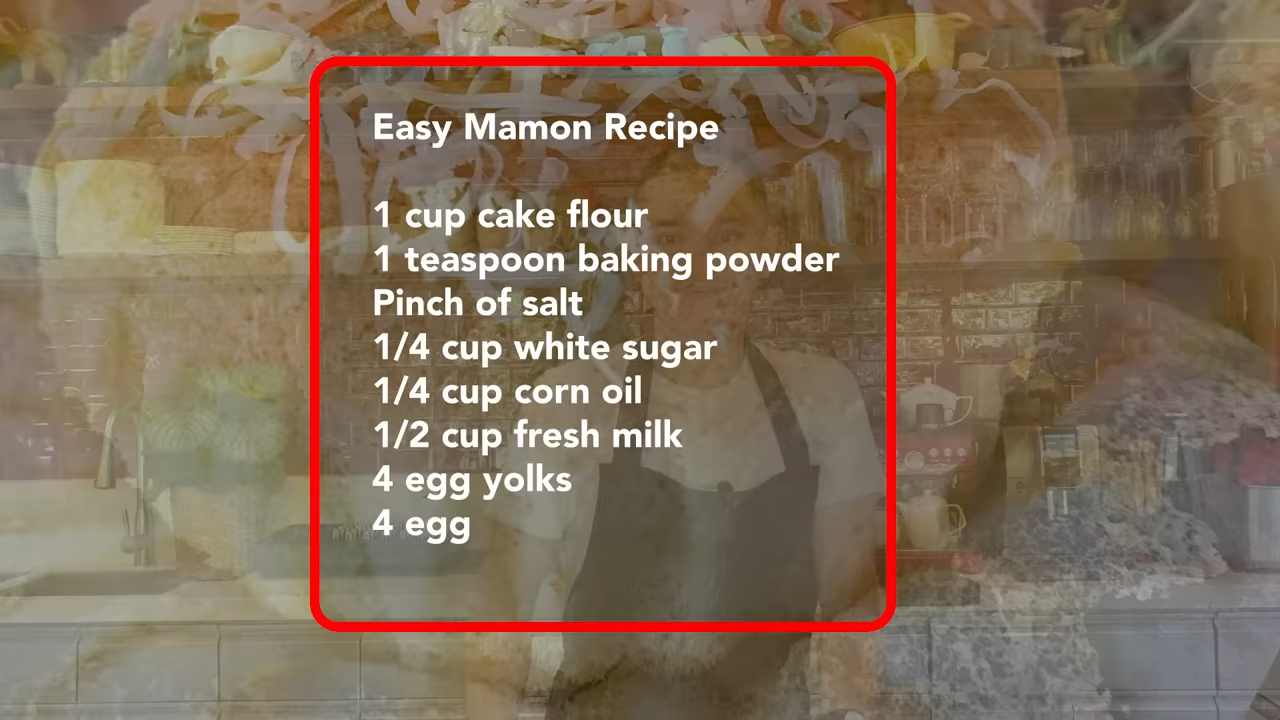 Easy Mamon Recipe
1 cup cake flour
1 teaspoon baking powder
Pinch of salt
1/4 cup white sugar
1/4 cup corn oil
1/2 cup fresh milk
4 egg yolks
4 egg